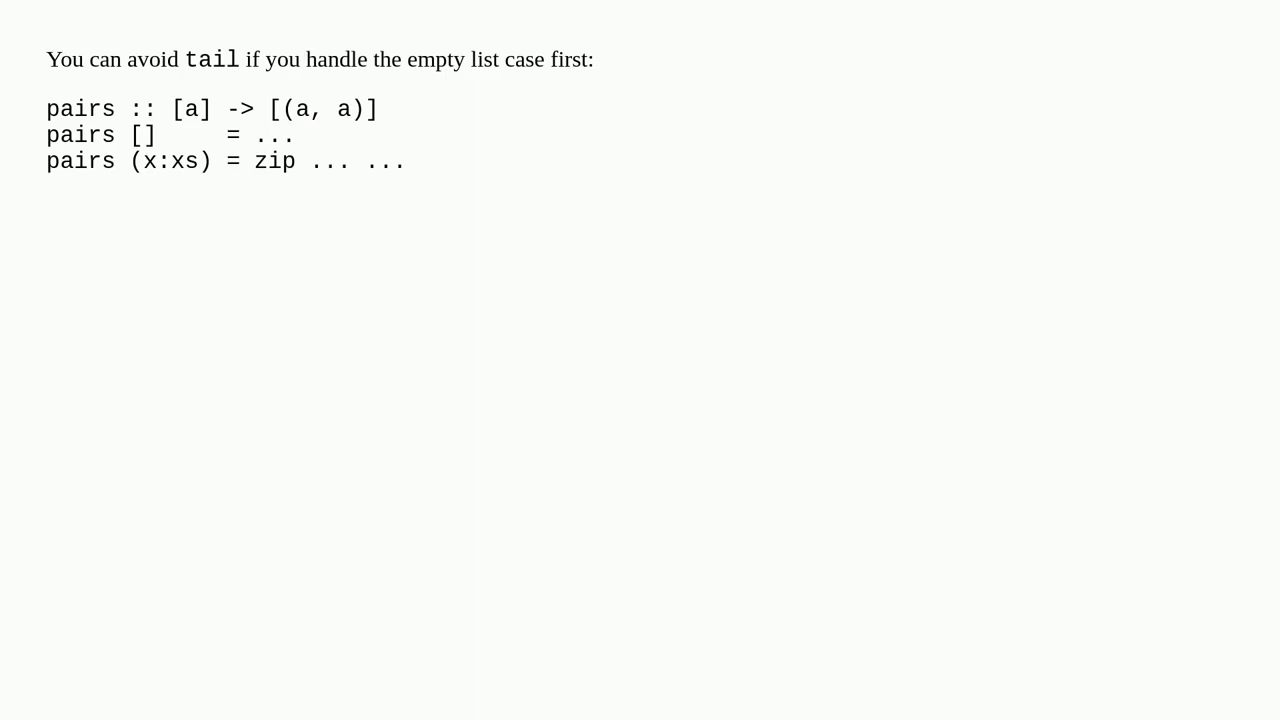 You can avoid tail if you handle the empty list case first:
pairs :: [a] -> [(a, a)]
pairs []     = ...
pairs (x:xs) = zip ... ...